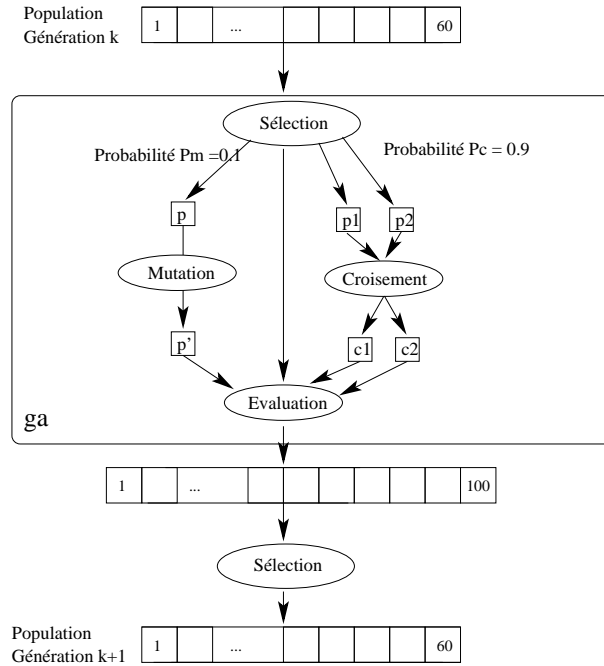 Population
Génération k
1 ... 60
Sélection
Probabilité Pm =0.1
Probabilité Pc = 0.9
p p1 p2
Mutation Croisement
p' c1 c2
Evaluation
ga
1 ... 100
Sélection
Population
Génération k+1
1 ... 60